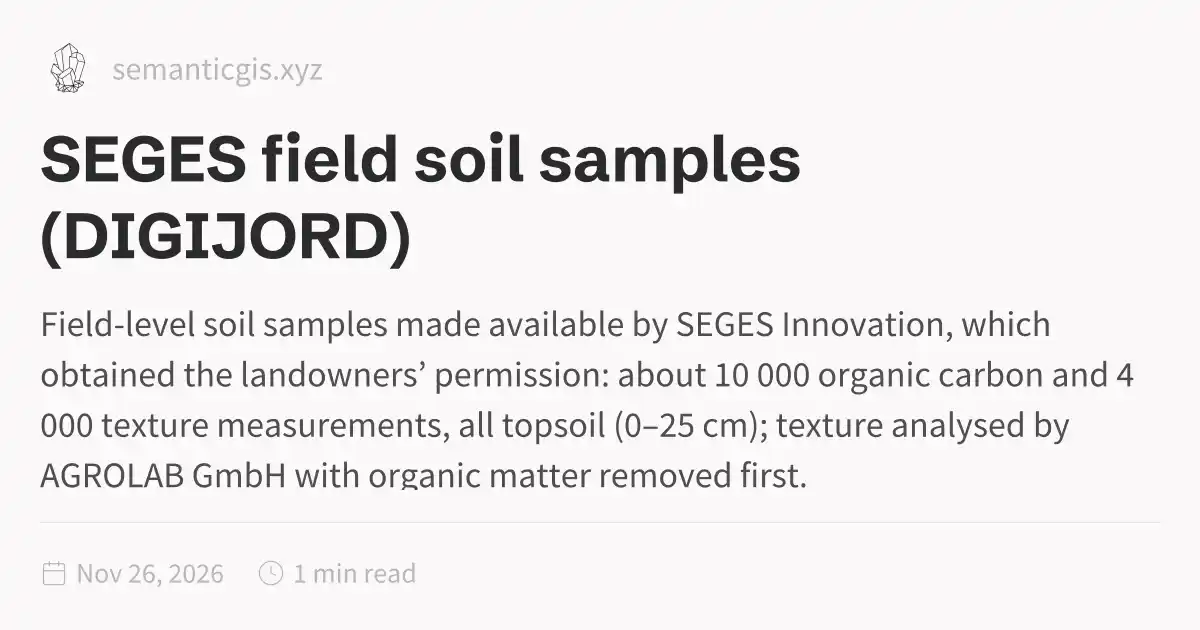 semanticgis.xyz
SEGES field soil samples
(DIGIJORD)
Field-level soil samples made available by SEGES Innovation, which
obtained the landowners’ permission: about 10 000 organic carbon and 4
000 texture measurements, all topsoil (0–25 cm); texture analysed by
AGROLAB GmbH with organic matter removed first.
Nov 26, 2026
1 min read